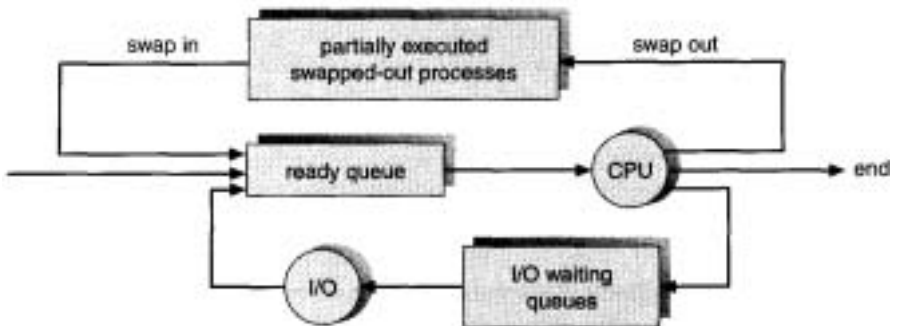 swap in
partially executed
swapped-out processes
swap out
ready queue
CPU
end
I/O
I/O waiting
queues